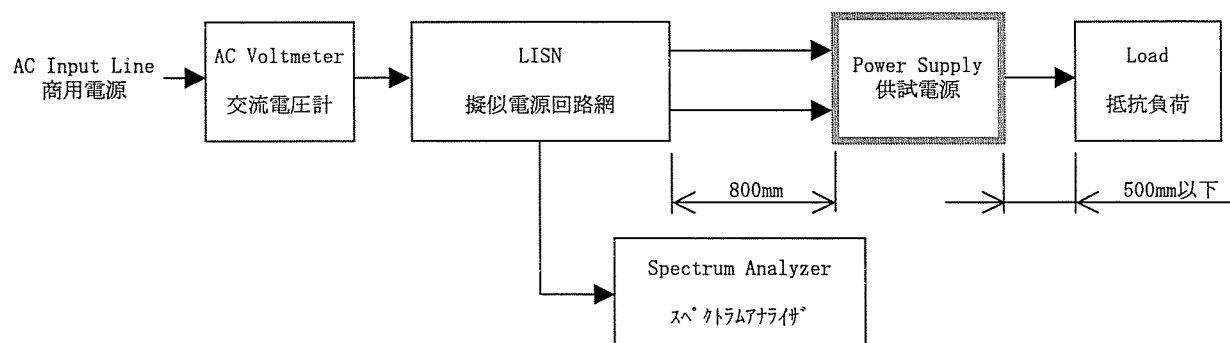 AC Input Line
商用電源
AC Voltmeter
交流電圧計
LISN
擬似電源回路網
Power Supply
供試電源
Load
抵抗負荷
800mm
500mm以下
Spectrum Analyzer
ｽﾍﾟｸﾄﾗﾑｱﾅﾗｲｻﾞ